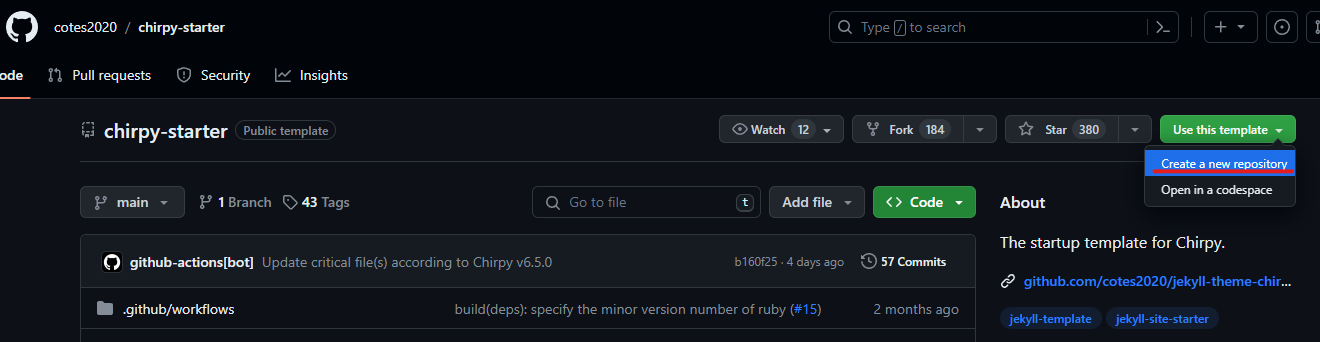 cotes2020 / chirpy-starter
Type / to search
ode Pull requests Security Insights
chirpy-starter Public template
Watch 12 Fork 184 Star 380 Use this template
Create a new repository
Open in a codespace
main 1 Branch 43 Tags Go to file t Add file <> Code
github-actions[bot] Update critical file(s) according to Chirpy v6.5.0 b160f25 · 4 days ago 57 Commits
.github/workflows build(deps): specify the minor version number of ruby (#15) 2 months ago
About
The startup template for Chirpy.
github.com/cotes2020/jekyll-theme-chir...
jekyll-template jekyll-site-starter